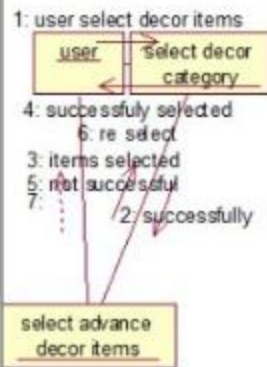 1: user select decor items
user
select decor
category
4: successfuly selected
6: re select
3: items selected
5: not successful
7:
2: successfully
select advance
decor items